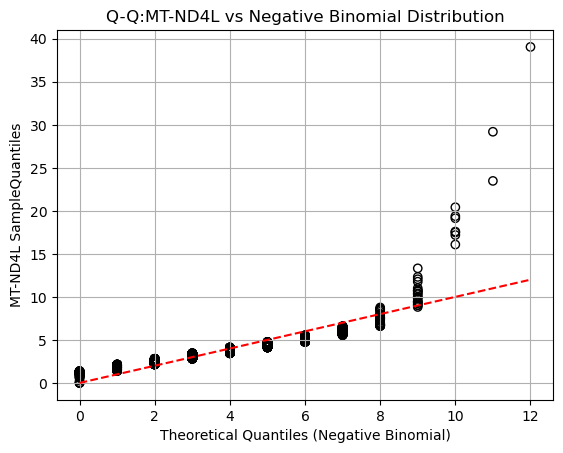 Q-Q:MT-ND4L vs Negative Binomial Distribution
MT-ND4L SampleQuantiles
40
35
30
25
20
15
10
5
0
0 2 4 6 8 10 12
Theoretical Quantiles (Negative Binomial)